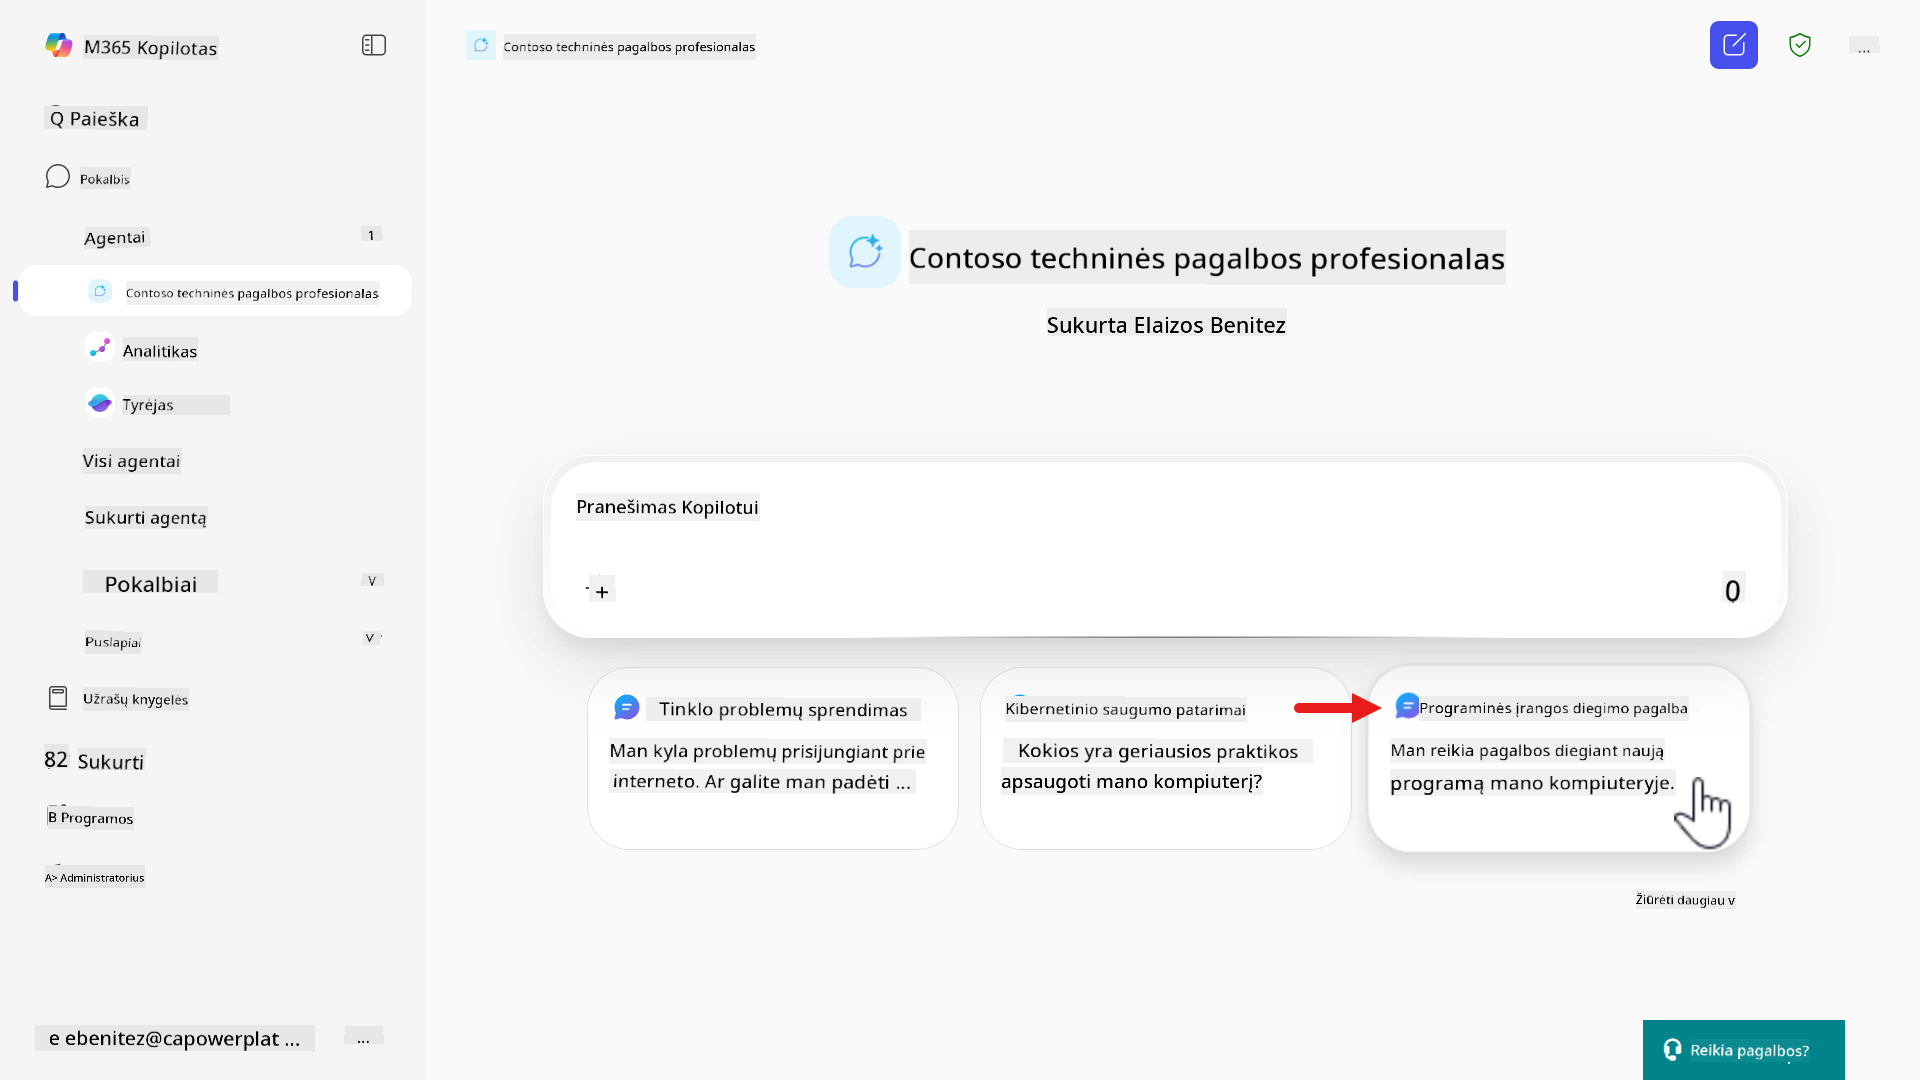 M365 Kopilotas
Q Paieška
Pokalbis
Agentai
1
Contoso techninės pagalbos profesionalas
Analitikas
Tyrėjas
Visi agentai
Sukurti agentą
Pokalbiai
V
Puslapiai
V
Užrašų knygelės
82 Sukurti
B Programos
A> Administratorius
e ebenitez@capowerplat ...
...
Contoso techninės pagalbos profesionalas
...
Contoso techninės pagalbos profesionalas
Sukurta Elaizos Benitez
Pranešimas Kopilotui
+
0
Tinklo problemų sprendimas
Man kyla problemų prisijungiant prie
interneto. Ar galite man padėti ...
Kibernetinio saugumo patarimai
Kokios yra geriausios praktikos
apsaugoti mano kompiuterį?
Programinės įrangos diegimo pagalba
Man reikia pagalbos diegiant naują
programą mano kompiuteryje.
Žiūrėti daugiau v
Reikia pagalbos?